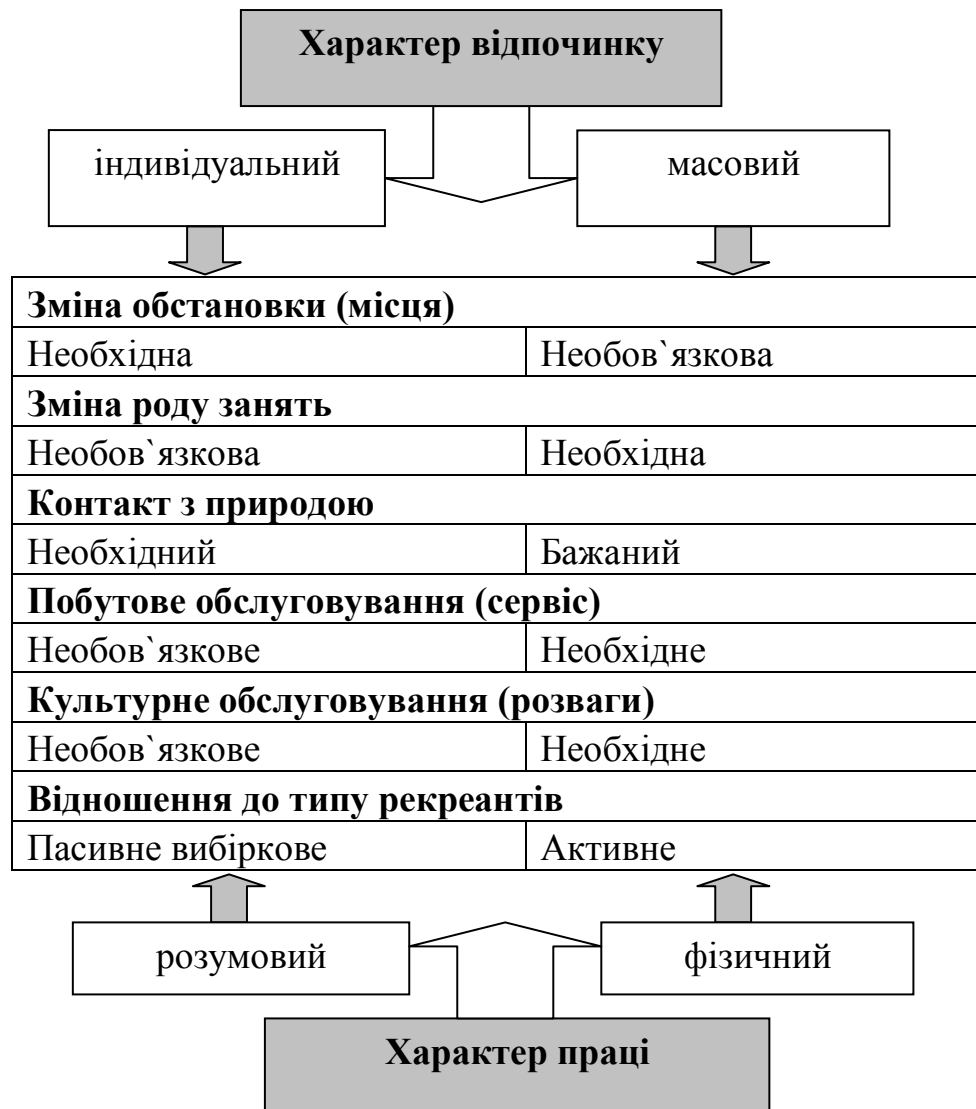 Характер відпочинку
індивідуальний масовий
Зміна обстановки (місця)
Необхідна Необов`язкова
Зміна роду занять
Необов`язкова Необхідна
Контакт з природою
Необхідний Бажаний
Побутове обслуговування (сервіс)
Необов`язкове Необхідне
Культурне обслуговування (розваги)
Необов`язкове Необхідне
Відношення до типу рекреантів
Пасивне вибіркове Активне
розумовий фізичний
Характер праці